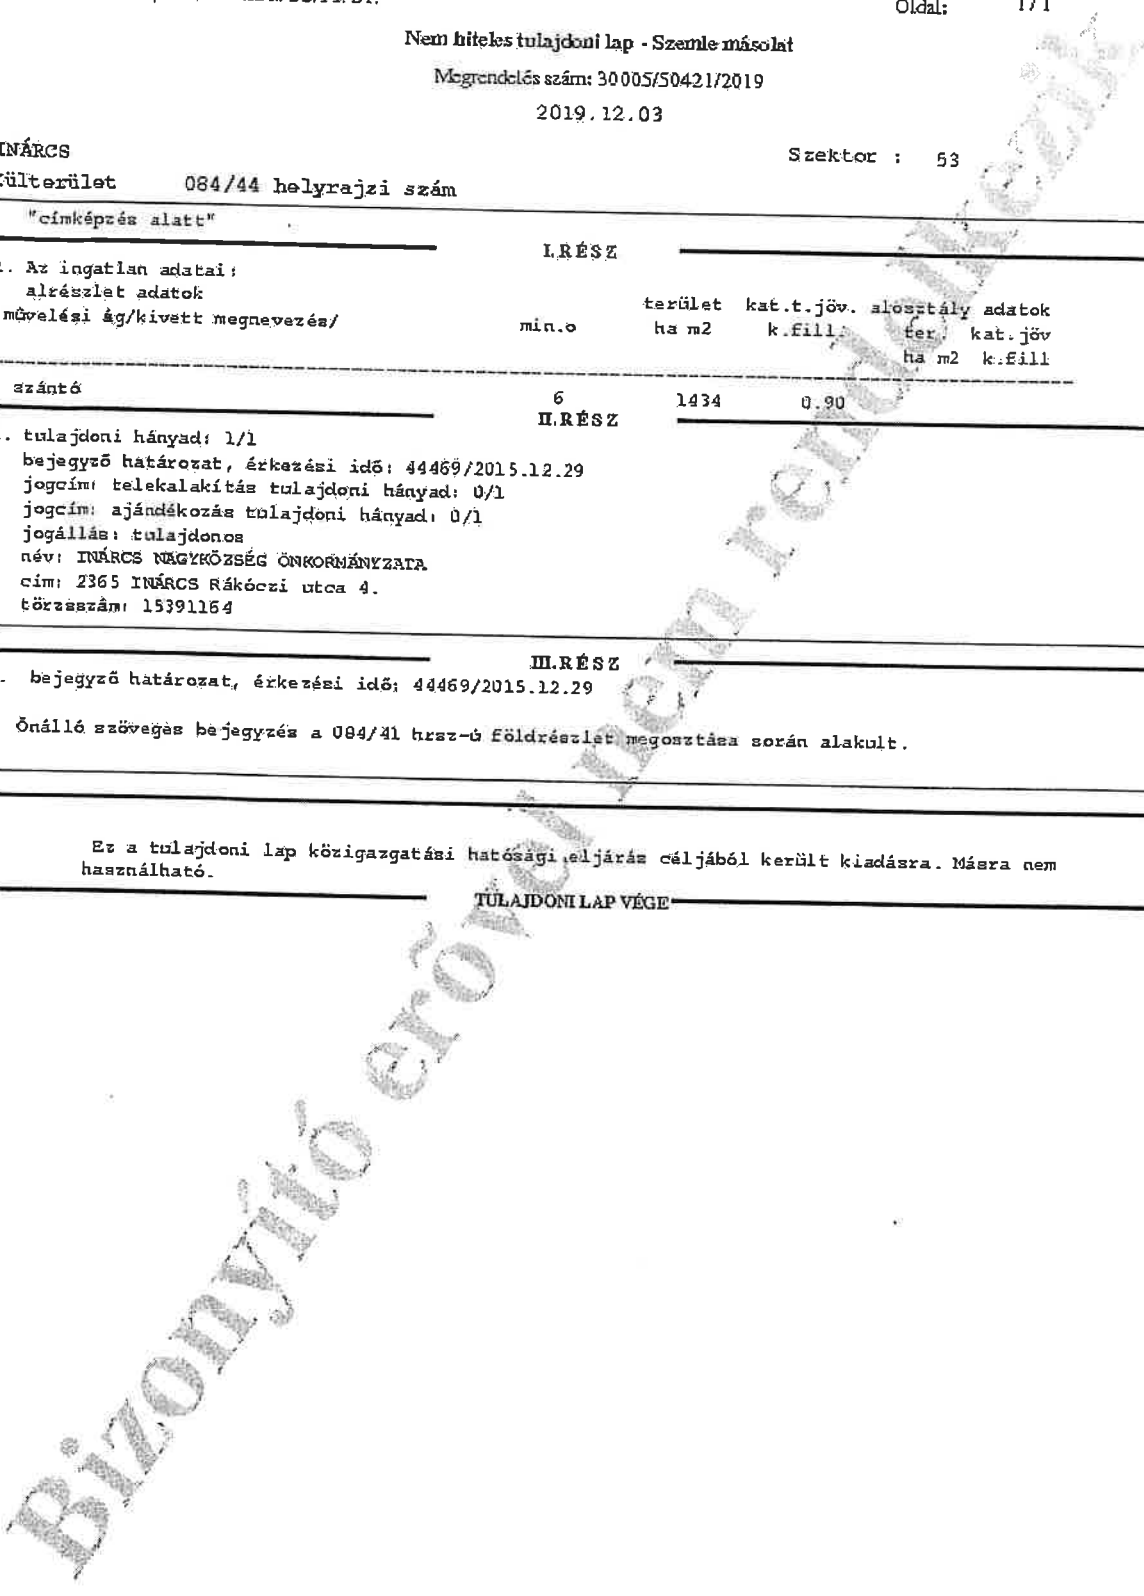 Oldal: 1/1
Nem hiteles tulajdoni lap - Szemle másolat
Megrendelés szám: 30005/50421/2019
2019.12.03
INÁRCS
Szektor : 53
Külterület 084/44 helyrajzi szám
"címképzés alatt"
I.RÉSZ
1. Az ingatlan adatai:
alrészlet adatok
művelési ág/kivett megnevezés/ min.o terület kat.t.jöv. alosztály adatok
ha m2 k.fill. ter. kat.jöv
ha m2 k.fill
szántó 6 1434 0.90
II.RÉSZ
1. tulajdoni hányad: 1/1
bejegyző határozat, érkezési idő: 44469/2015.12.29
jogcím: telekalakítás tulajdoni hányad: 0/1
jogcím: ajándékozás tulajdoni hányad: 0/1
jogállás: tulajdonos
név: INÁRCS NAGYKÖZSÉG ÖNKORMÁNYZATA
cím: 2365 INÁRCS Rákóczi utca 4.
törzsszám: 15391164
III.RÉSZ
bejegyző határozat, érkezési idő: 44469/2015.12.29
Önálló szöveges bejegyzés a 084/41 hrsz-ú földrészlet megosztása során alakult.
Ez a tulajdoni lap közigazgatási hatósági eljárás céljából került kiadásra. Másra nem
használható.
TULAJDONI LAP VÉGE
Bizonyító erővel nem rendelkezik